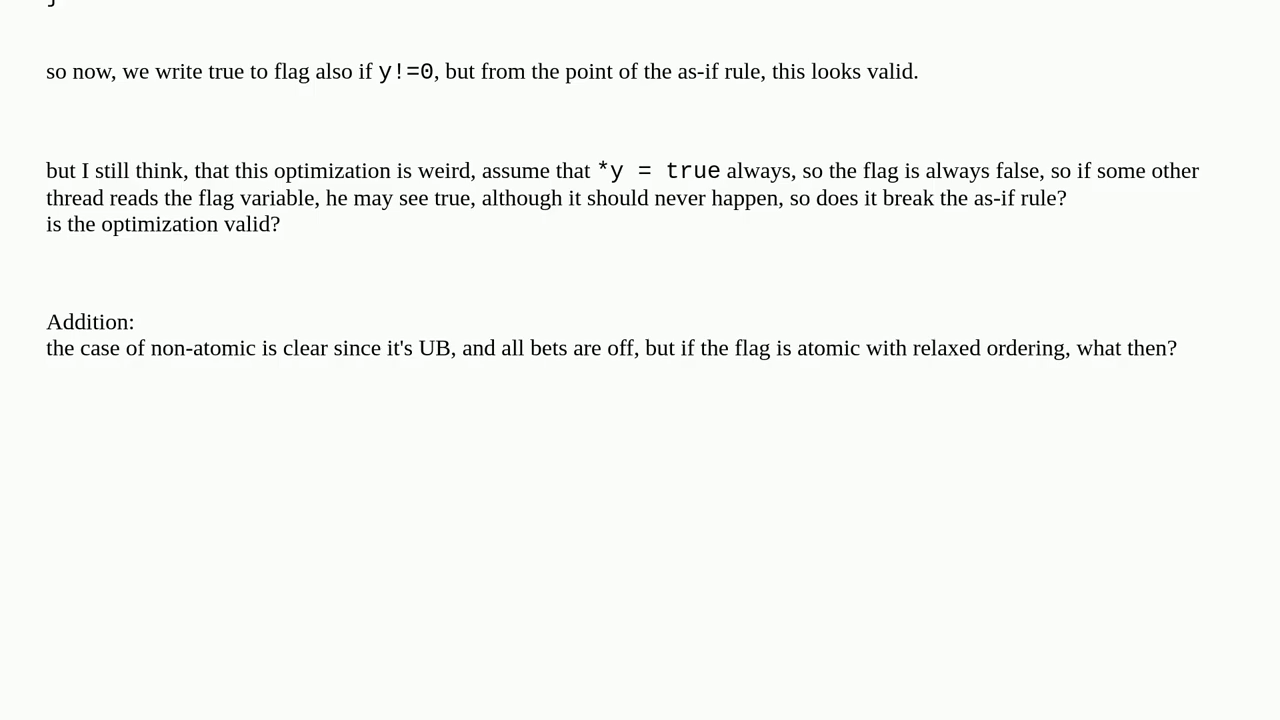 }
so now, we write true to flag also if y!=0, but from the point of the as-if rule, this looks valid.
but I still think, that this optimization is weird, assume that *y = true always, so the flag is always false, so if some other
thread reads the flag variable, he may see true, although it should never happen, so does it break the as-if rule?
is the optimization valid?
Addition:
the case of non-atomic is clear since it's UB, and all bets are off, but if the flag is atomic with relaxed ordering, what then?